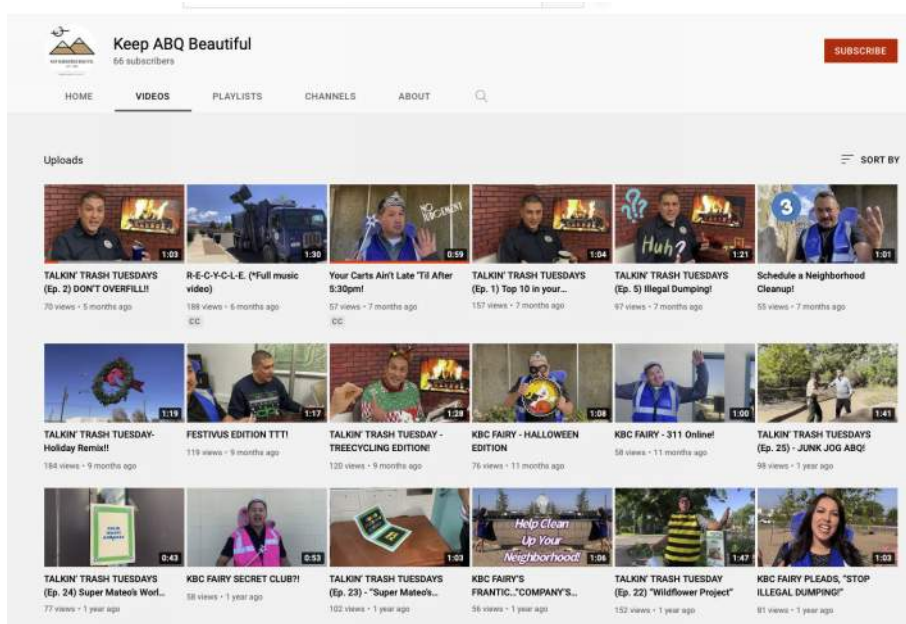 Keep ABQ Beautiful
66 subscribers
SUBSCRIBE
HOME VIDEOS PLAYLISTS CHANNELS ABOUT
Uploads
SORT BY
1:03
TALKIN' TRASH TUESDAYS
(Ep. 2) DON'T OVERFILL!!
70 views • 5 months ago
1:30
R-E-C-Y-C-L-E. (*Full music
video)
188 views • 6 months ago
CC
NO
JUDGEMENT
0:59
Your Carts Ain't Late 'Til After
5:30pm!
57 views • 7 months ago
CC
1:04
TALKIN' TRASH TUESDAYS
(Ep. 1) Top 10 in your...
157 views • 7 months ago
??
Huh?
1:21
TALKIN' TRASH TUESDAYS
(Ep. 5) Illegal Dumping!
97 views • 7 months ago
3
1:01
Schedule a Neighborhood
Cleanup!
55 views • 7 months ago
1:19
TALKIN' TRASH TUESDAY-
Holiday Remix!!
184 views • 9 months ago
1:17
FESTIVUS EDITION TTT!
119 views • 9 months ago
1:28
TALKIN' TRASH TUESDAY -
TREECYCLING EDITION!
120 views • 9 months ago
1:08
KBC FAIRY - HALLOWEEN
EDITION
76 views • 11 months ago
1:00
KBC FAIRY - 311 Online!
58 views • 11 months ago
1:41
TALKIN' TRASH TUESDAYS
(Ep. 25) - JUNK JOG ABQ!
98 views • 1 year ago
0:43
TALKIN' TRASH TUESDAYS
(Ep. 24) Super Mateo's Worl...
77 views • 1 year ago
0:53
KBC FAIRY SECRET CLUB?!
58 views • 1 year ago
1:03
TALKIN' TRASH TUESDAYS
(Ep. 23) - "Super Mateo's...
102 views • 1 year ago
Help Clean
Up Your
Neighborhood!
1:06
KBC FAIRY'S
FRANTIC..."COMPANY'S...
56 views • 1 year ago
1:47
TALKIN' TRASH TUESDAY
(Ep. 22) "Wildflower Project"
152 views • 1 year ago
1:03
KBC FAIRY PLEADS, "STOP
ILLEGAL DUMPING!"
81 views • 1 year ago